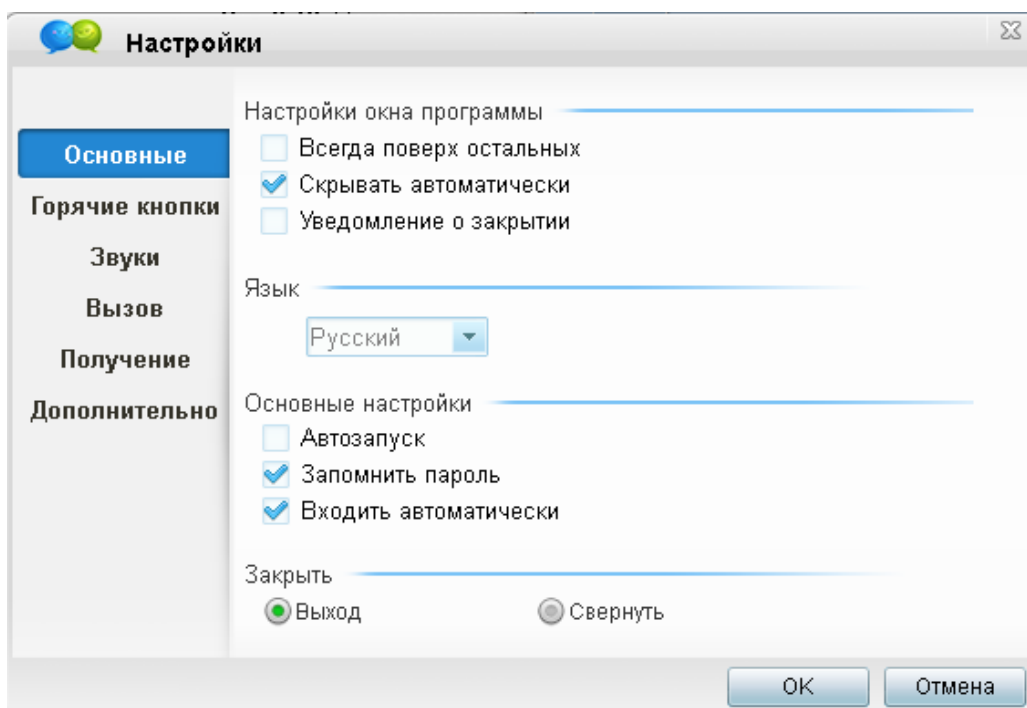 Настройки
Основные
Горячие кнопки
Звуки
Вызов
Получение
Дополнительно
Настройки окна программы
Всегда поверх остальных
Скрывать автоматически
Уведомление о закрытии
Язык
Русский
Основные настройки
Автозапуск
Запомнить пароль
Входить автоматически
Закрыть
Выход Свернуть
OK Отмена